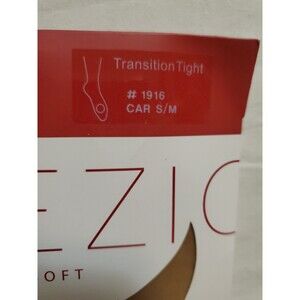 Transition Tight
# 1916
CAR S/M
EZIO
OFT